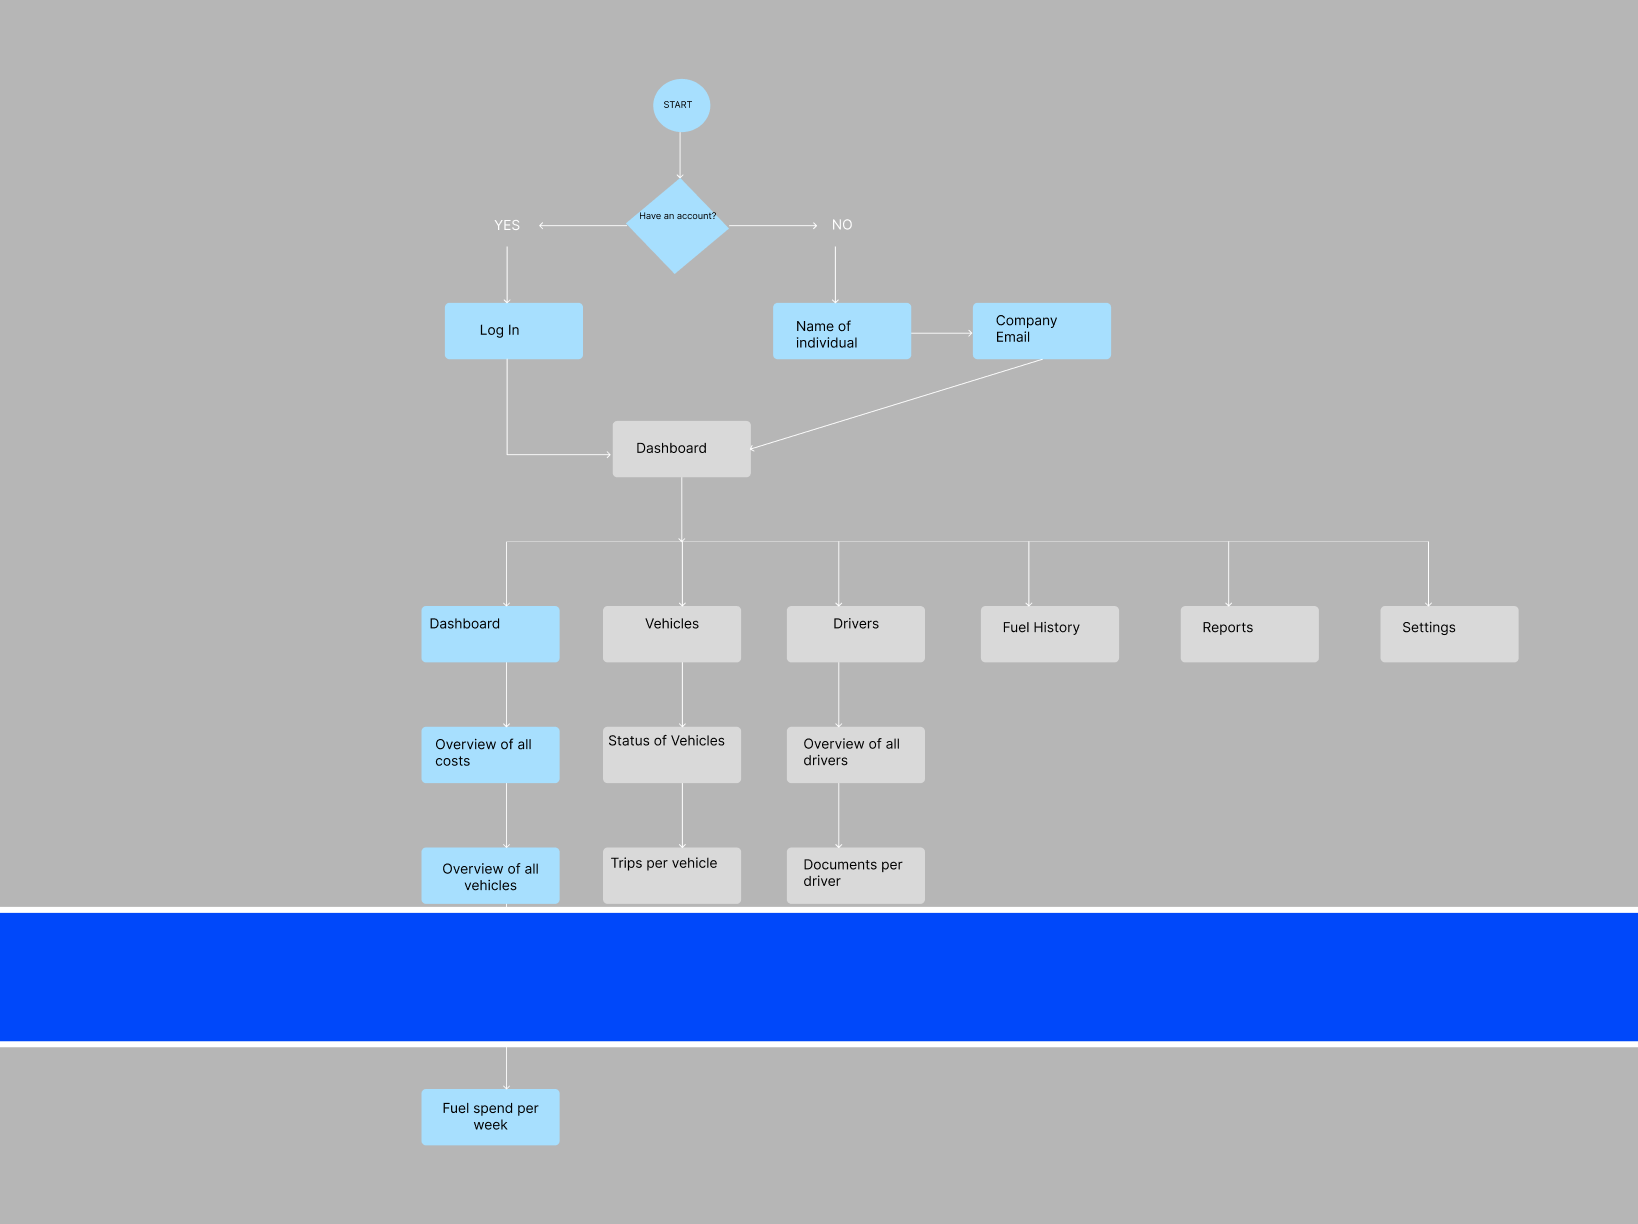 START
Have an account?
YES
NO
Log In
Name of
individual
Company
Email
Dashboard
Dashboard
Vehicles
Drivers
Fuel History
Reports
Settings
Overview of all
costs
Status of Vehicles
Overview of all
drivers
Overview of all
vehicles
Trips per vehicle
Documents per
driver
Fuel spend per
week